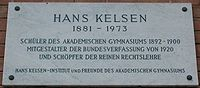 HANS KELSEN
1881 - 1973
SCHÜLER DES AKADEMISCHEN GYMNASIUMS 1892-1900
MITGESTALTER DER BUNDESVERFASSUNG VON 1920
UND SCHÖPFER DER REINEN RECHTSLEHRE
HANS KELSEN-INSTITUT UND FREUNDE DES AKADEMISCHEN GYMNASIUMS